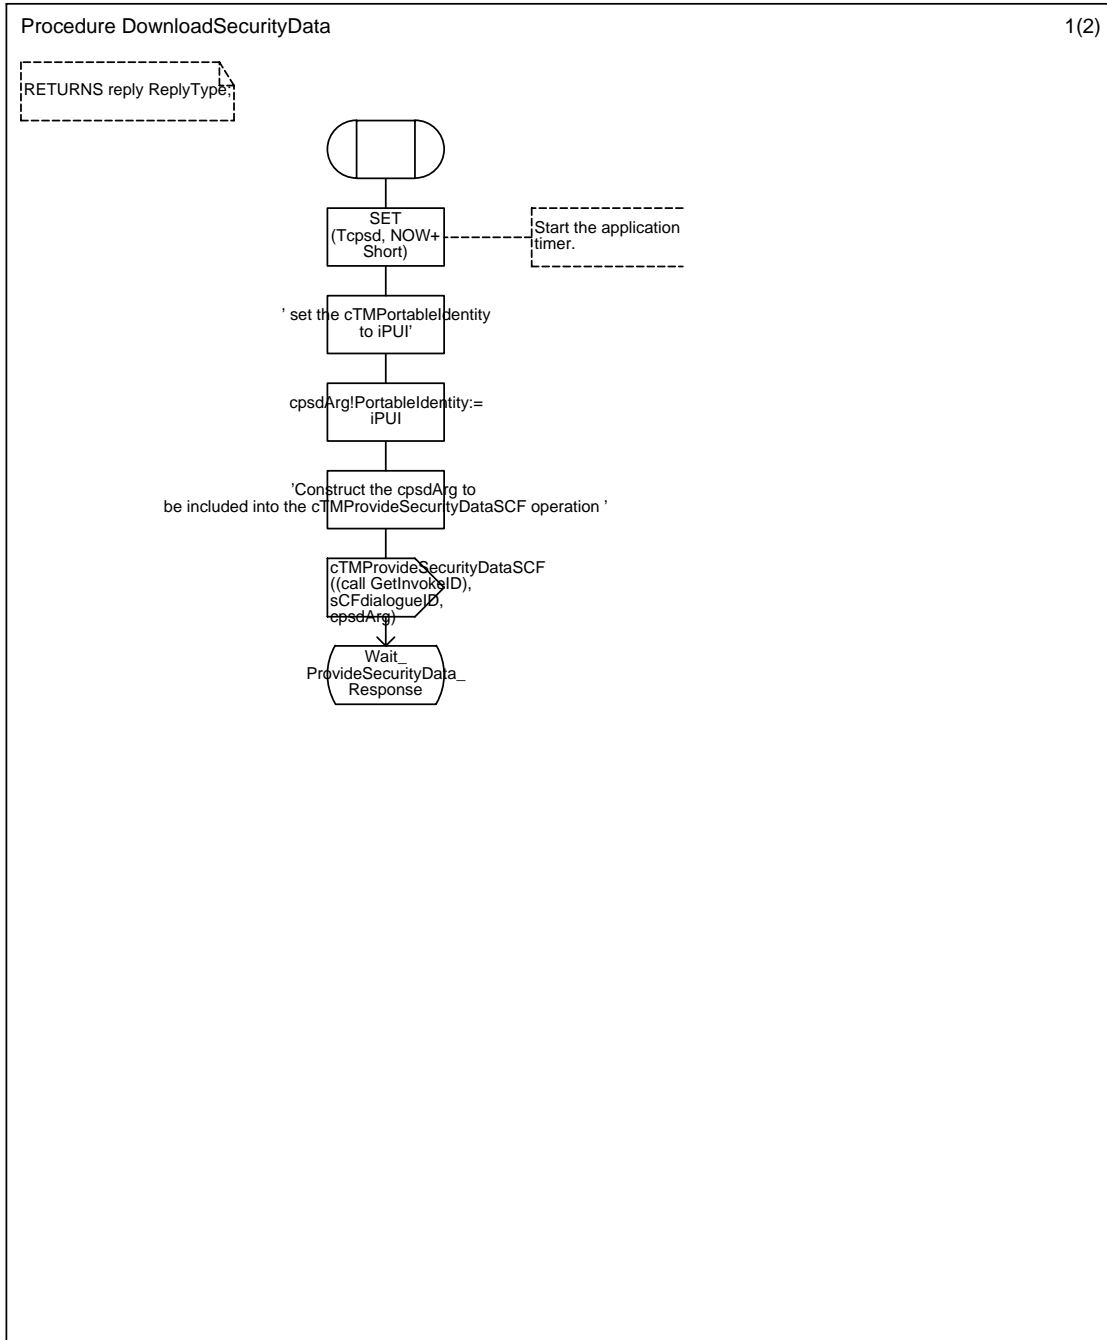 Procedure DownloadSecurityData
1(2)
RETURNS reply ReplyType;
SET
(Tcpsd, NOW+
Short)
Start the application
timer.
' set the cTMPortableIdentity
to iPUI'
cpsdArg!PortableIdentity:=
iPUI
'Construct the cpsdArg to
be included into the cTMProvideSecurityDataSCF operation '
cTMProvideSecurityDataSCF
((call GetInvokeID),
sCFdialogueID,
cpsdArg)
Wait_
ProvideSecurityData_
Response